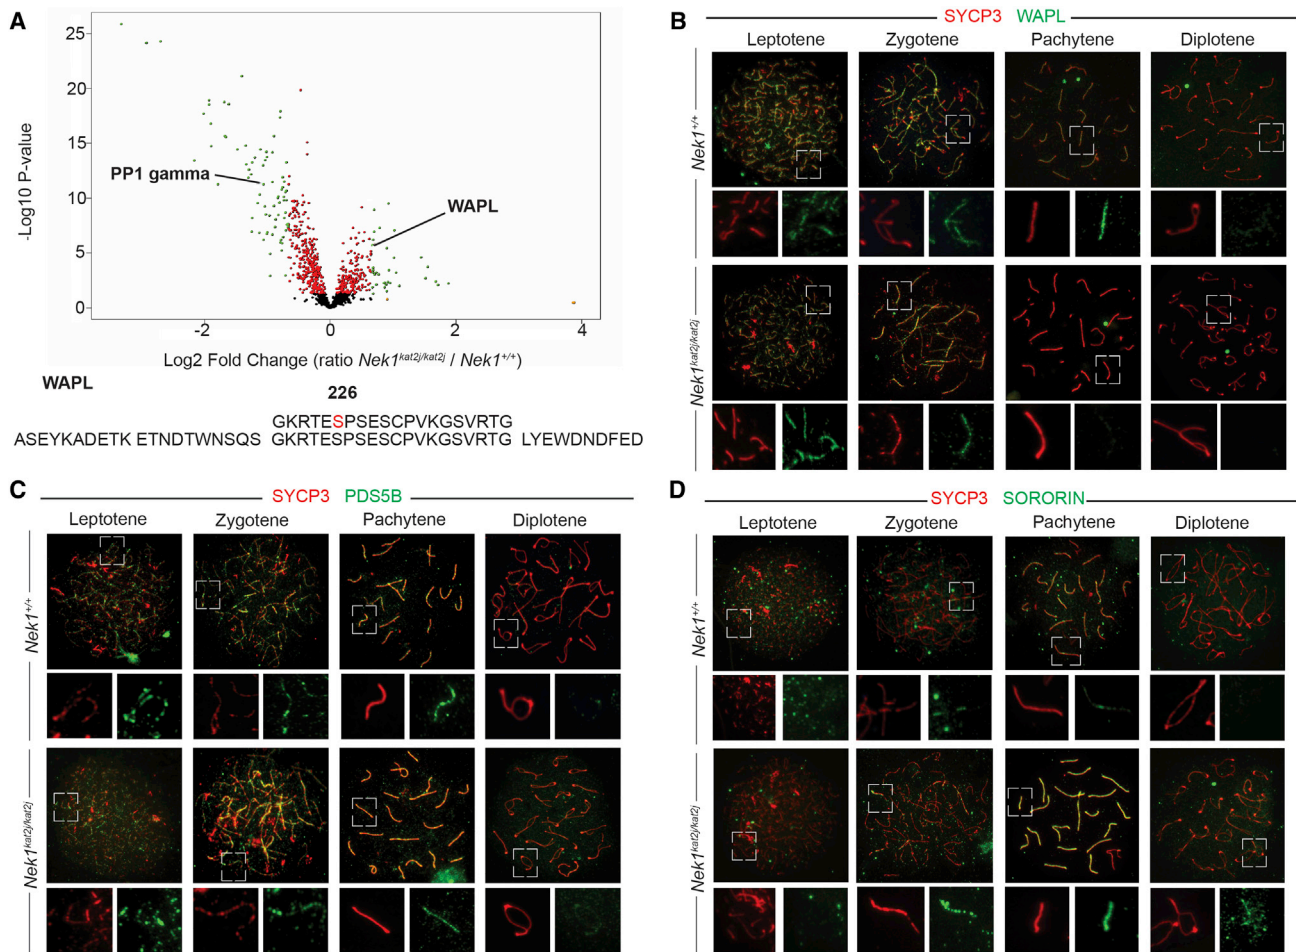 A
25
20
15
10
5
0
-Log10 P-value
PP1 gamma
WAPL
-2
0
2
4
Log2 Fold Change (ratio Nek1kat2j/kat2j / Nek1+/+)
WAPL
226
GKRTESPSESCPVKGSVRTG
ASEYKADETK ETNDTWNSQS GKRTESPSESCPVKGSVRTG LYEWDNDFED
B
SYCP3 WAPL
Leptotene Zygotene Pachytene Diplotene
Nek1+/+
Nek1kat2j/kat2j
C
SYCP3 PDS5B
Leptotene Zygotene Pachytene Diplotene
Nek1+/+
Nek1kat2j/kat2j
D
SYCP3 SORORIN
Leptotene Zygotene Pachytene Diplotene
Nek1+/+
Nek1kat2j/kat2j